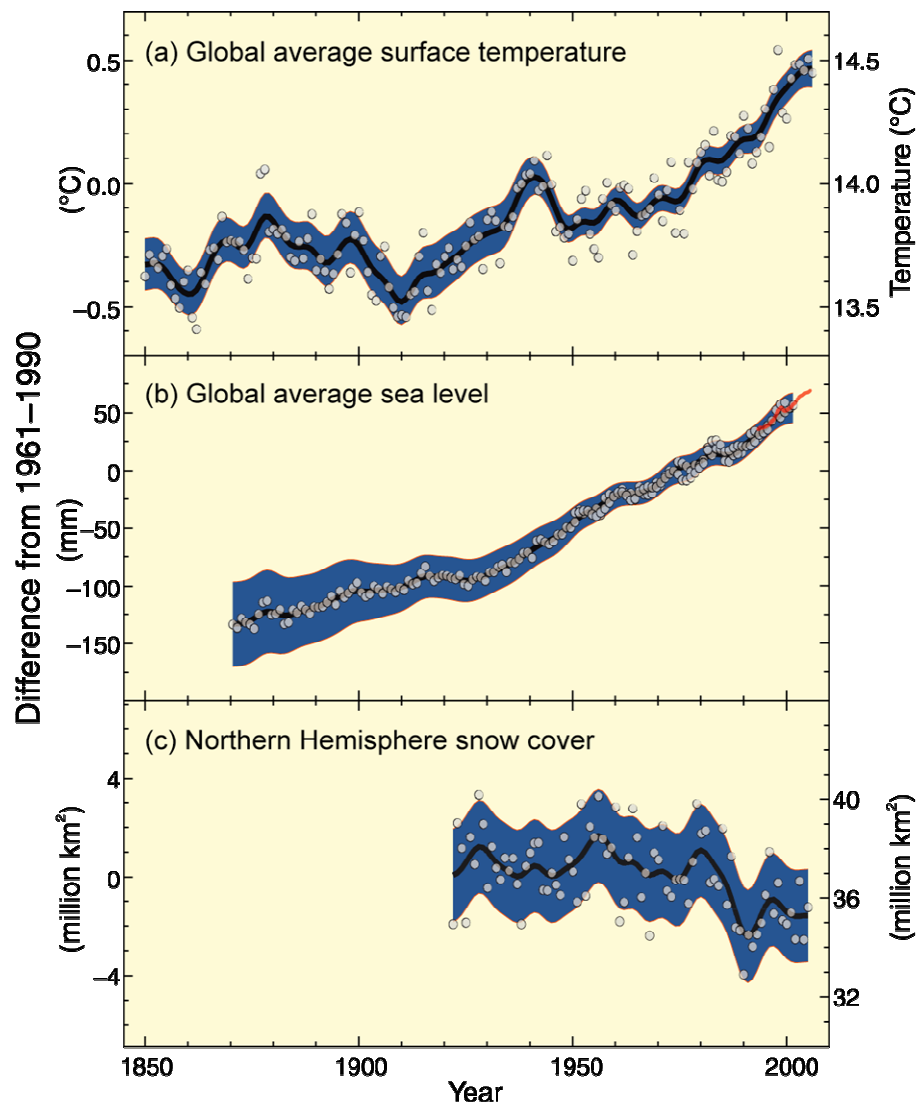 (a) Global average surface temperature
0.5
0.0
−0.5
(°C)
14.5
14.0
13.5
Temperature (°C)
Difference from 1961–1990
(b) Global average sea level
50
0
−50
−100
−150
(mm)
(c) Northern Hemisphere snow cover
4
0
−4
(million km²)
40
36
32
(million km²)
1850
1900
1950
2000
Year